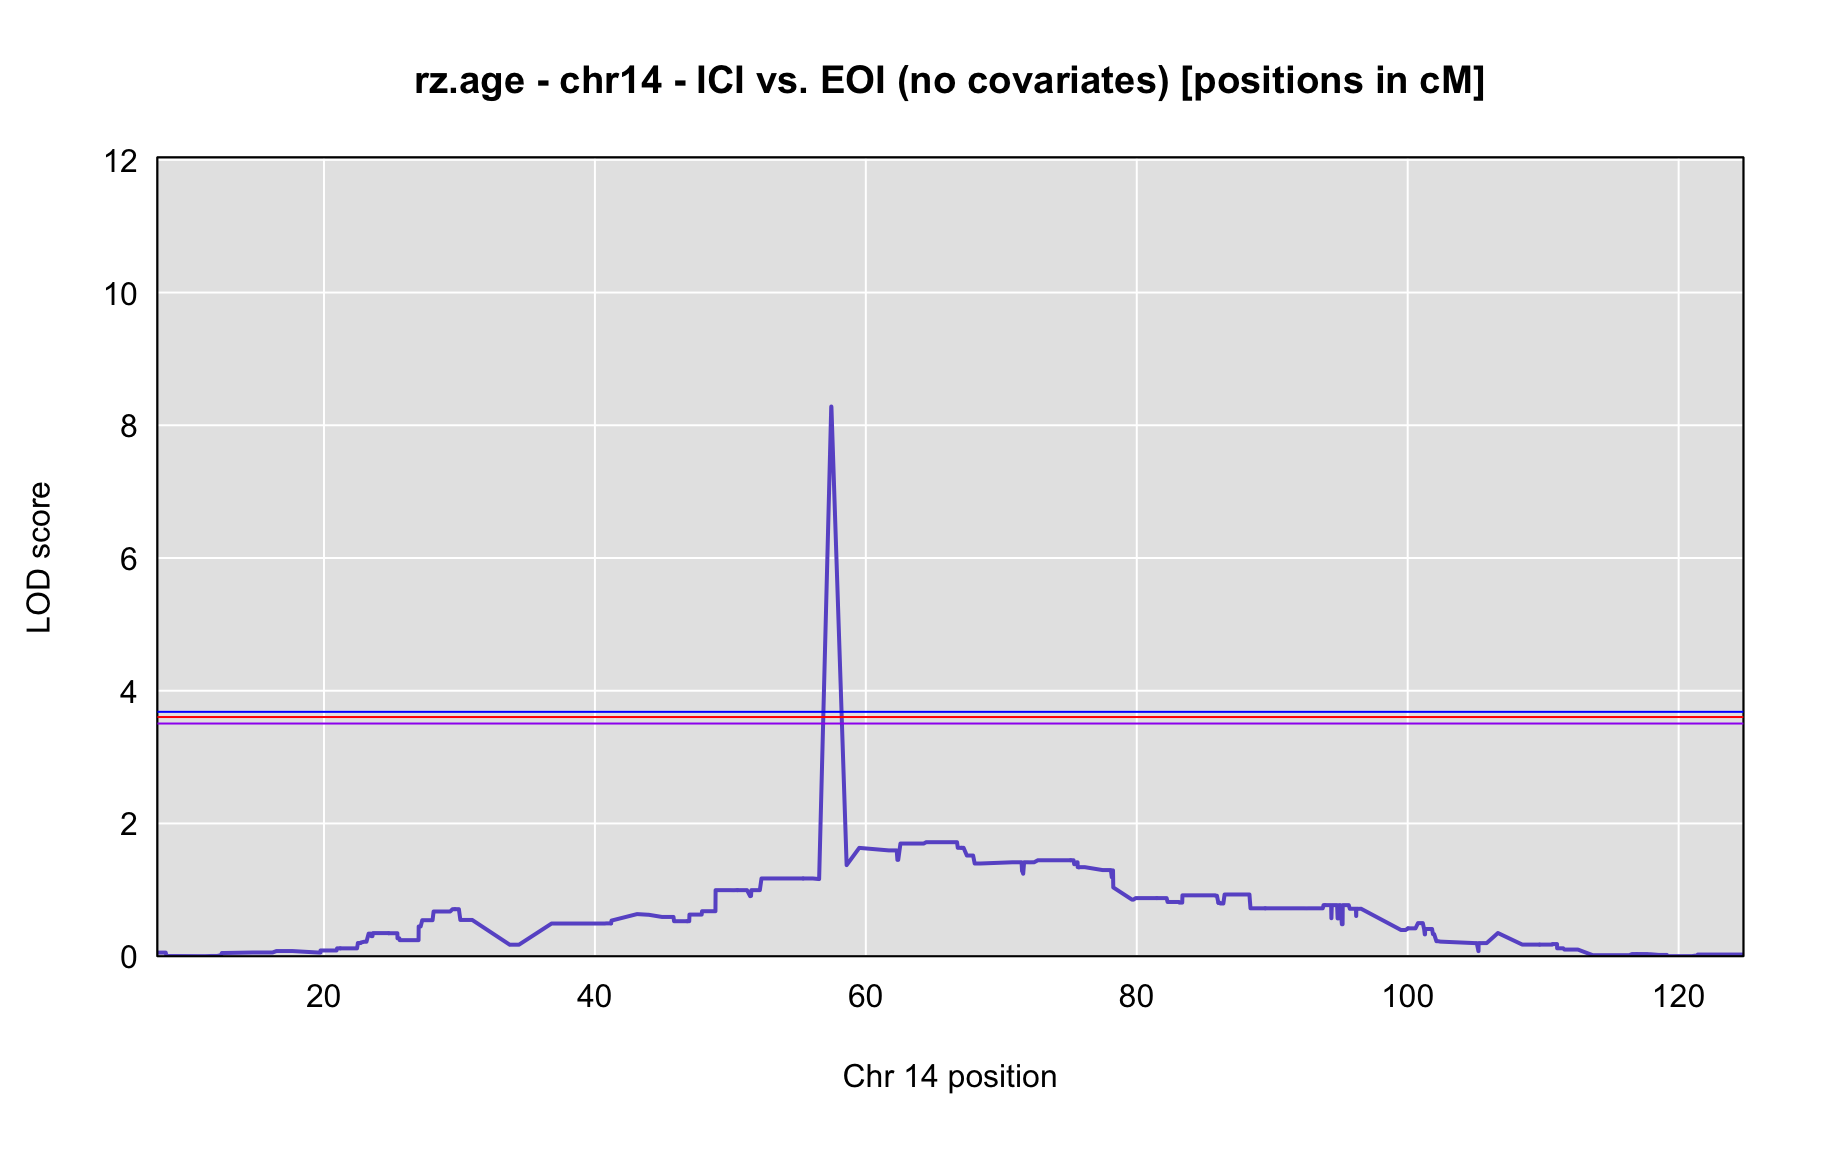 rz.age - chr14 - ICI vs. EOI (no covariates) [positions in cM]
12
10
8
6
4
2
0
LOD score
20 40 60 80 100 120
Chr 14 position